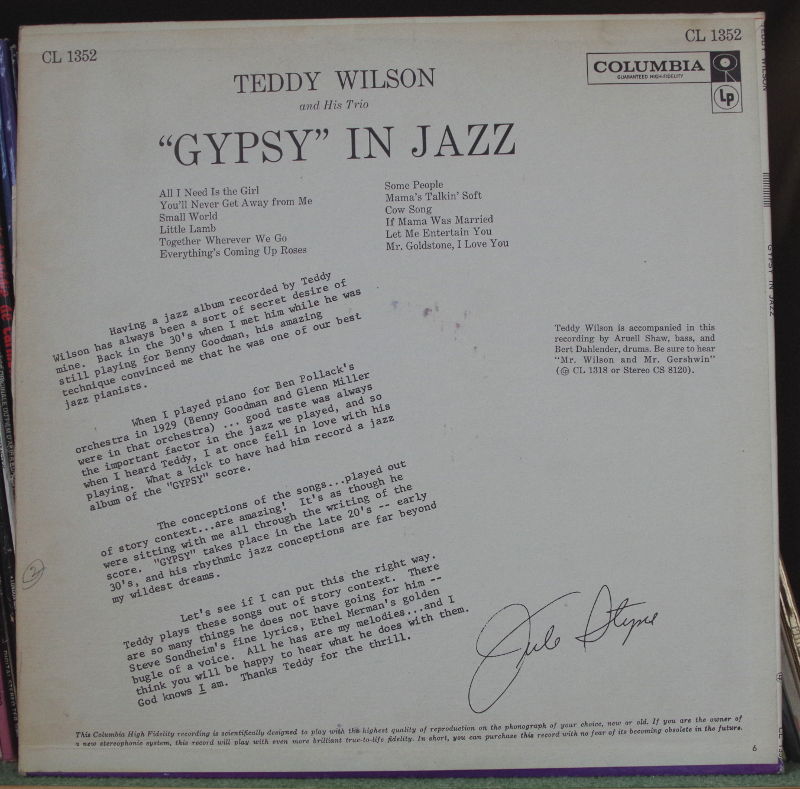 CL 1352
CL 1352
COLUMBIA
GUARANTEED HIGH-FIDELITY
Lp
TEDDY WILSON
and His Trio
"GYPSY" IN JAZZ
All I Need Is the Girl
You'll Never Get Away from Me
Small World
Little Lamb
Together Wherever We Go
Everything's Coming Up Roses
Some People
Mama's Talkin' Soft
Cow Song
If Mama Was Married
Let Me Entertain You
Mr. Goldstone, I Love You
Having a jazz album recorded by Teddy
Wilson has always been a sort of secret desire of
mine. Back in the 30's when I met him while he was
still playing for Benny Goodman, his amazing
technique convinced me that he was one of our best
jazz pianists.
When I played piano for Ben Pollack's
orchestra in 1929 (Benny Goodman and Glenn Miller
were in that orchestra) ... good taste was always
the important factor in the jazz we played, and so
when I heard Teddy, I at once fell in love with his
playing. What a kick to have had him record a jazz
album of the "GYPSY" score.
The conceptions of the songs...played out
of story context...are amazing! It's as though he
were sitting with me all through the writing of the
score. "GYPSY" takes place in the late 20's -- early
30's, and his rhythmic jazz conceptions are far beyond
my wildest dreams.
Let's see if I can put this the right way.
Teddy plays these songs out of story context. There
are so many things he does not have going for him --
Steve Sondheim's fine lyrics, Ethel Merman's golden
bugle of a voice. All he has are my melodies...and I
think you will be happy to hear what he does with them.
God knows I am. Thanks Teddy for the thrill.
Jule Styne
Teddy Wilson is accompanied in this
recording by Aruell Shaw, bass, and
Bert Dahlender, drums. Be sure to hear
"Mr. Wilson and Mr. Gershwin"
(@ CL 1318 or Stereo CS 8120).
2
This Columbia High Fidelity recording is scientifically designed to play with the highest quality of reproduction on the phonograph of your choice, new or old. If you are the owner of
a new stereophonic system, this record will play with even more brilliant true-to-life fidelity. In short, you can purchase this record with no fear of its becoming obsolete in the future.
6
GYPSY IN JAZZ